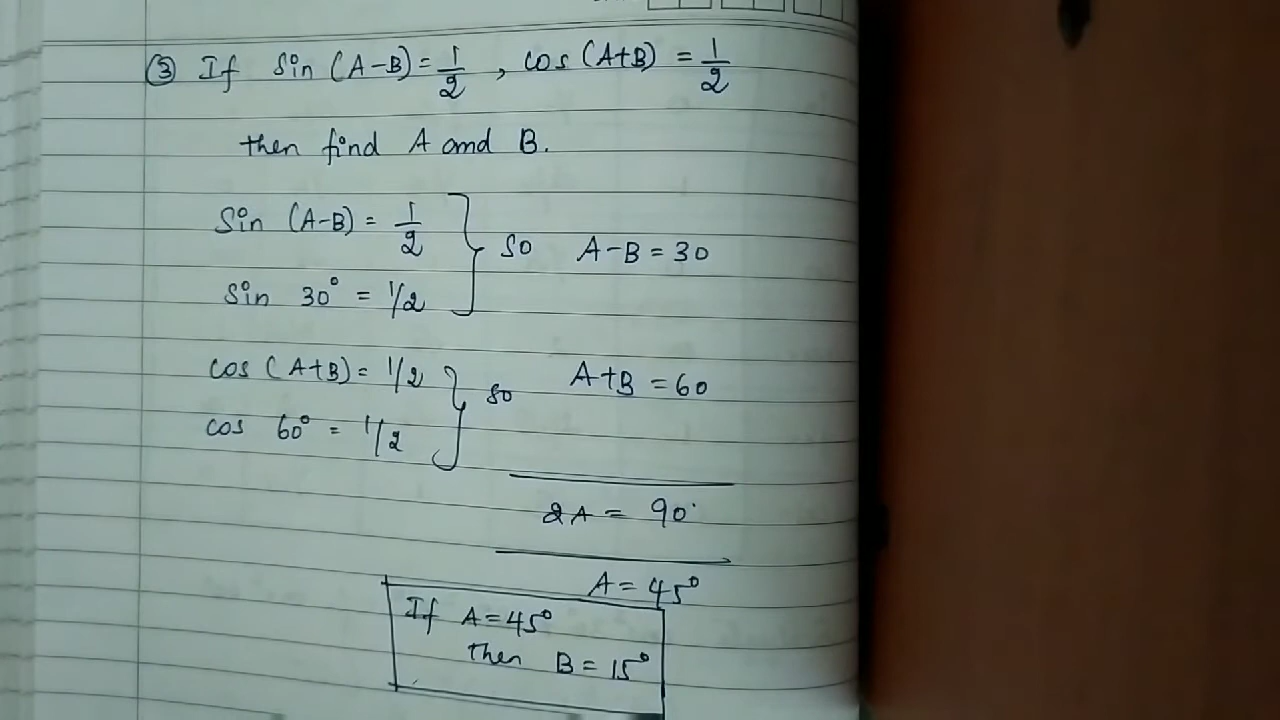 ③ If Sin (A-B) = 1/2, cos (A+B) = 1/2
then find A and B.
Sin (A-B) = 1/2 } so A-B = 30
Sin 30° = 1/2
cos (A+B) = 1/2 } so A+B = 60
cos 60° = 1/2
2A = 90°
A = 45°
If A = 45°
then B = 15°